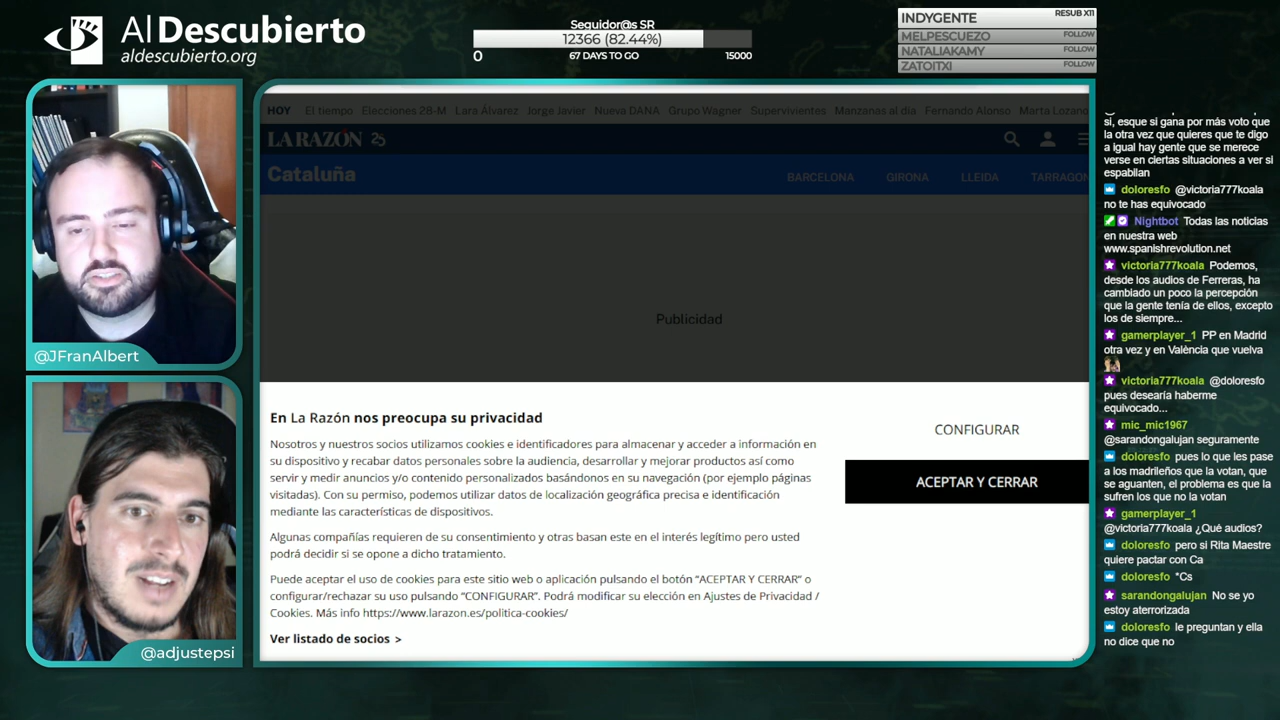 Al Descubierto
aldescubierto.org
Seguidor@s SR
12366 (82.44%)
0
67 DAYS TO GO
15000
INDYGENTE
RESUB X11
MELPESCUEZO
FOLLOW
NATALIAKAMY
FOLLOW
ZATOITXI
FOLLOW
@JFranAlbert
@adjustepsi
HOY El tiempo Elecciones 28-M Lara Álvarez Jorge Javier Nueva DANA Grupo Wagner Supervivientes Manzanas al día Fernando Alonso Marta Lozano
LA RAZÓN 25
Cataluña
BARCELONA GIRONA LLEIDA TARRAGON
Publicidad
En La Razón nos preocupa su privacidad
Nosotros y nuestros socios utilizamos cookies e identificadores para almacenar y acceder a información en
su dispositivo y recabar datos personales sobre la audiencia, desarrollar y mejorar productos así como
servir y medir anuncios y/o contenido personalizados basándonos en su navegación (por ejemplo páginas
visitadas). Con su permiso, podemos utilizar datos de localización geográfica precisa e identificación
mediante las características de dispositivos.
Algunas compañías requieren de su consentimiento y otras basan este en el interés legítimo pero usted
podrá decidir si se opone a dicho tratamiento.
Puede aceptar el uso de cookies para este sitio web o aplicación pulsando el botón “ACEPTAR Y CERRAR” o
configurar/rechazar su uso pulsando “CONFIGURAR”. Podrá modificar su elección en Ajustes de Privacidad /
Cookies. Más info https://www.larazon.es/politica-cookies/
Ver listado de socios >
CONFIGURAR
ACEPTAR Y CERRAR
si, esque si gana por más voto que
la otra vez que quieres que te digo
a igual hay gente que se merece
verse en ciertas situaciones a ver si
espabilan
doloresfo @victoria777koala
no te has equivocado
Nightbot Todas las noticias
en nuestra web
www.spanishrevolution.net
victoria777koala Podemos,
desde los audios de Ferreras, ha
cambiado un poco la percepción
que la gente tenía de ellos, excepto
los de siempre...
gamerplayer_1 PP en Madrid
otra vez y en València que vuelva
victoria777koala @doloresfo
pues desearía haberme
equivocado...
mic_mic1967
@sarandongalujan seguramente
doloresfo pues lo que les pase
a los madrileños que la votan, que
se aguanten, el problema es que la
sufren los que no la votan
gamerplayer_1
@victoria777koala ¿Qué audios?
doloresfo pero si Rita Maestre
quiere pactar con Ca
doloresfo *Cs
sarandongalujan No se yo
estoy aterrorizada
doloresfo le preguntan y ella
no dice que no